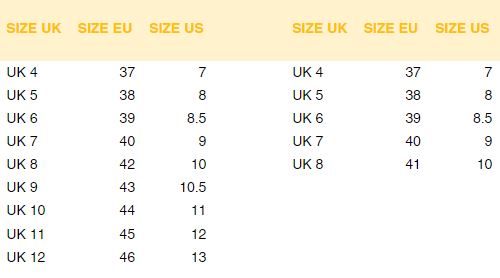 SIZE UK SIZE EU SIZE US SIZE UK SIZE EU SIZE US
UK 4 37 7 UK 4 37 7
UK 5 38 8 UK 5 38 8
UK 6 39 8.5 UK 6 39 8.5
UK 7 40 9 UK 7 40 9
UK 8 42 10 UK 8 41 10
UK 9 43 10.5
UK 10 44 11
UK 11 45 12
UK 12 46 13